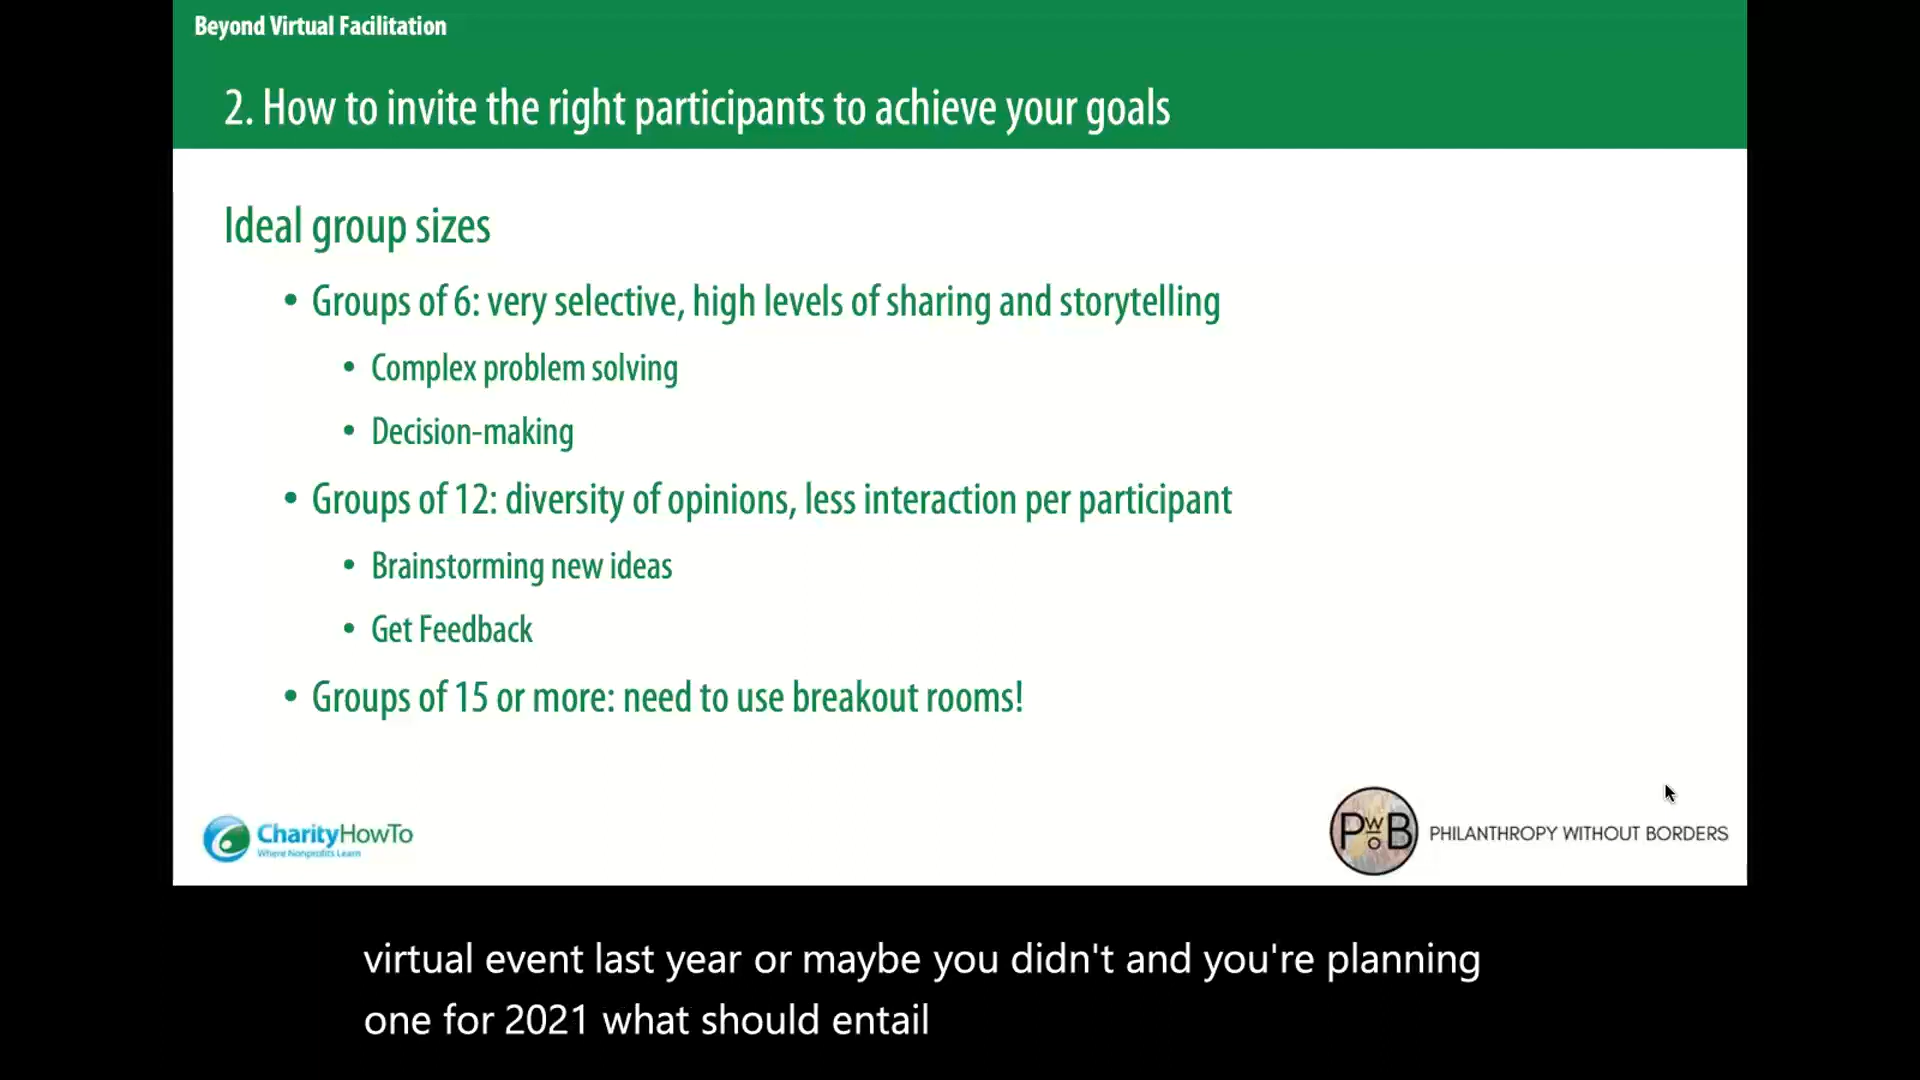 Beyond Virtual Facilitation
2. How to invite the right participants to achieve your goals
Ideal group sizes
• Groups of 6: very selective, high levels of sharing and storytelling
• Complex problem solving
• Decision-making
• Groups of 12: diversity of opinions, less interaction per participant
• Brainstorming new ideas
• Get Feedback
• Groups of 15 or more: need to use breakout rooms!
CharityHowTo
Where Nonprofits Learn
PWOB
PHILANTHROPY WITHOUT BORDERS
virtual event last year or maybe you didn't and you're planning
one for 2021 what should entail